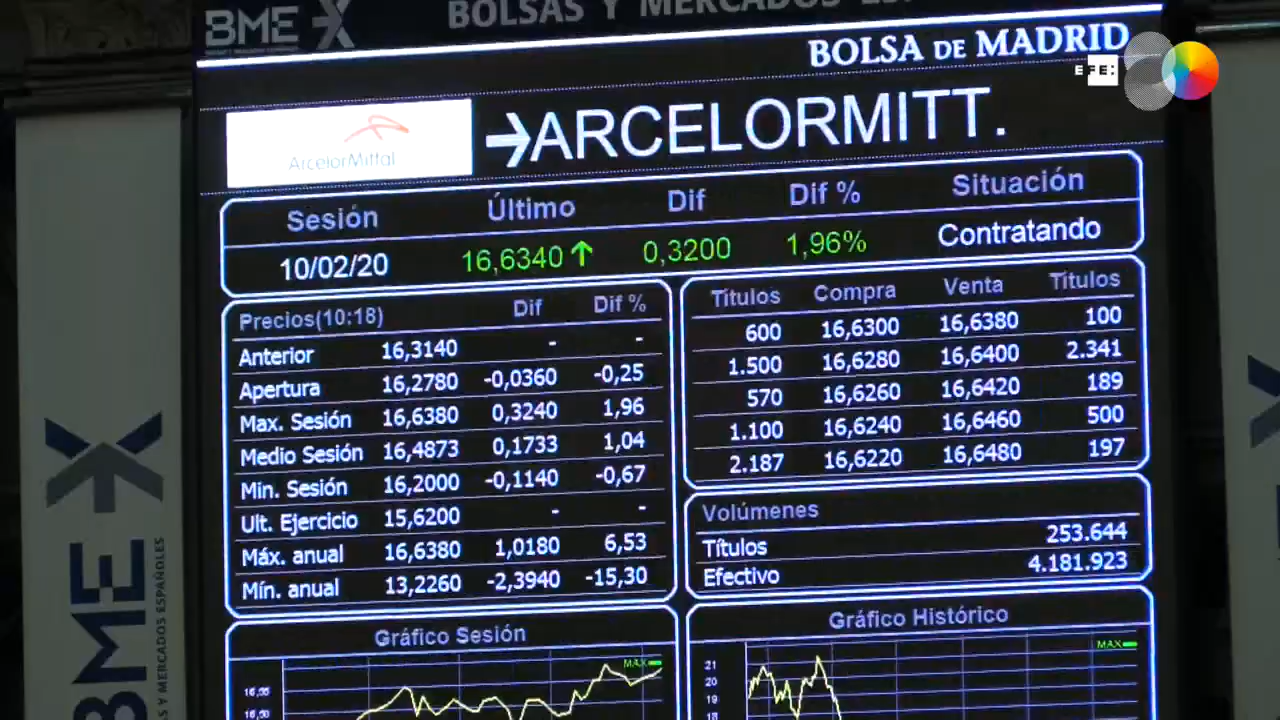 BME X
BOLSAS Y MERCADOS
BOLSA DE MADRID
EFE:
ArcelorMittal
ARCELORMITT.
Sesión Último Dif Dif % Situación
10/02/20 16,6340 0,3200 1,96% Contratando
Precios(10:18) Dif Dif %
Anterior 16,3140 - -
Apertura 16,2780 -0,0360 -0,25
Max. Sesión 16,6380 0,3240 1,96
Medio Sesión 16,4873 0,1733 1,04
Min. Sesión 16,2000 -0,1140 -0,67
Ult. Ejercicio 15,6200 - -
Máx. anual 16,6380 1,0180 6,53
Mín. anual 13,2260 -2,3940 -15,30
Títulos Compra Venta Títulos
600 16,6300 16,6380 100
1.500 16,6280 16,6400 2.341
570 16,6260 16,6420 189
1.100 16,6240 16,6460 500
2.187 16,6220 16,6480 197
Volúmenes
Títulos 253.644
Efectivo 4.181.923
Gráfico Sesión
MAX
Gráfico Histórico
MAX
21
20
19
18
BME X
Y MERCADOS ESPAÑOLES